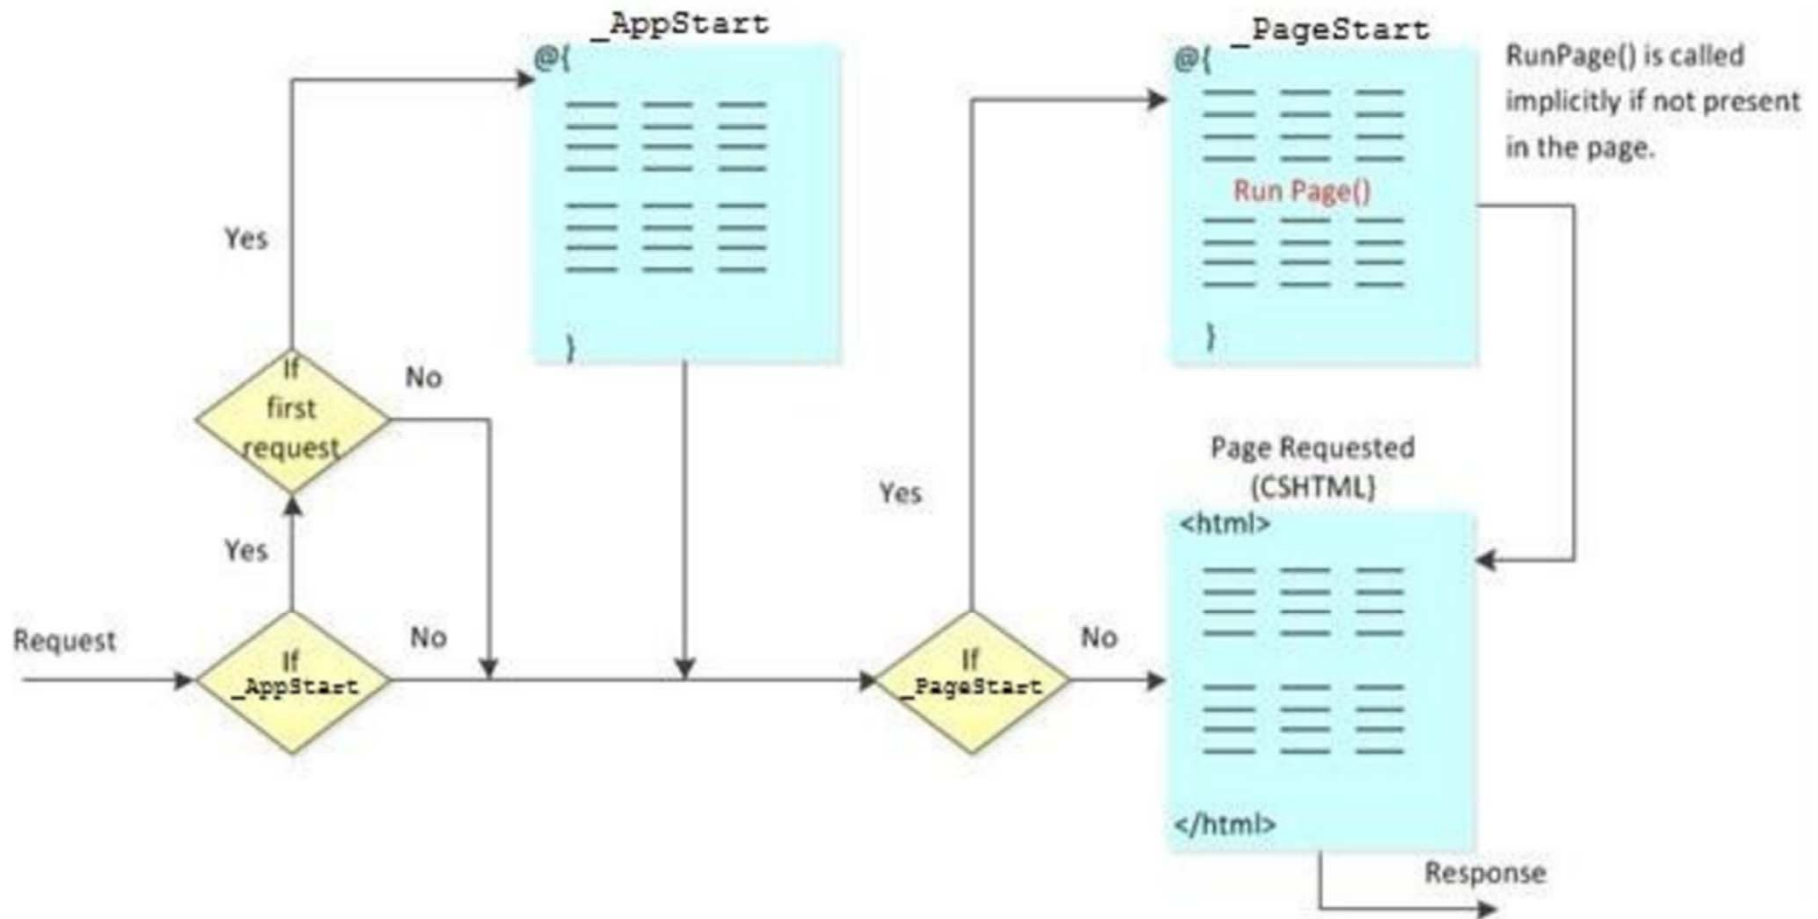 _AppStart
@{
}
_PageStart
@{
Run Page()
}
RunPage() is called
implicitly if not present
in the page.
Yes
If
first
request
No
Yes
Request
If
_AppStart
No
Yes
If
_PageStart
No
Page Requested
(CSHTML)
<html>
</html>
Response